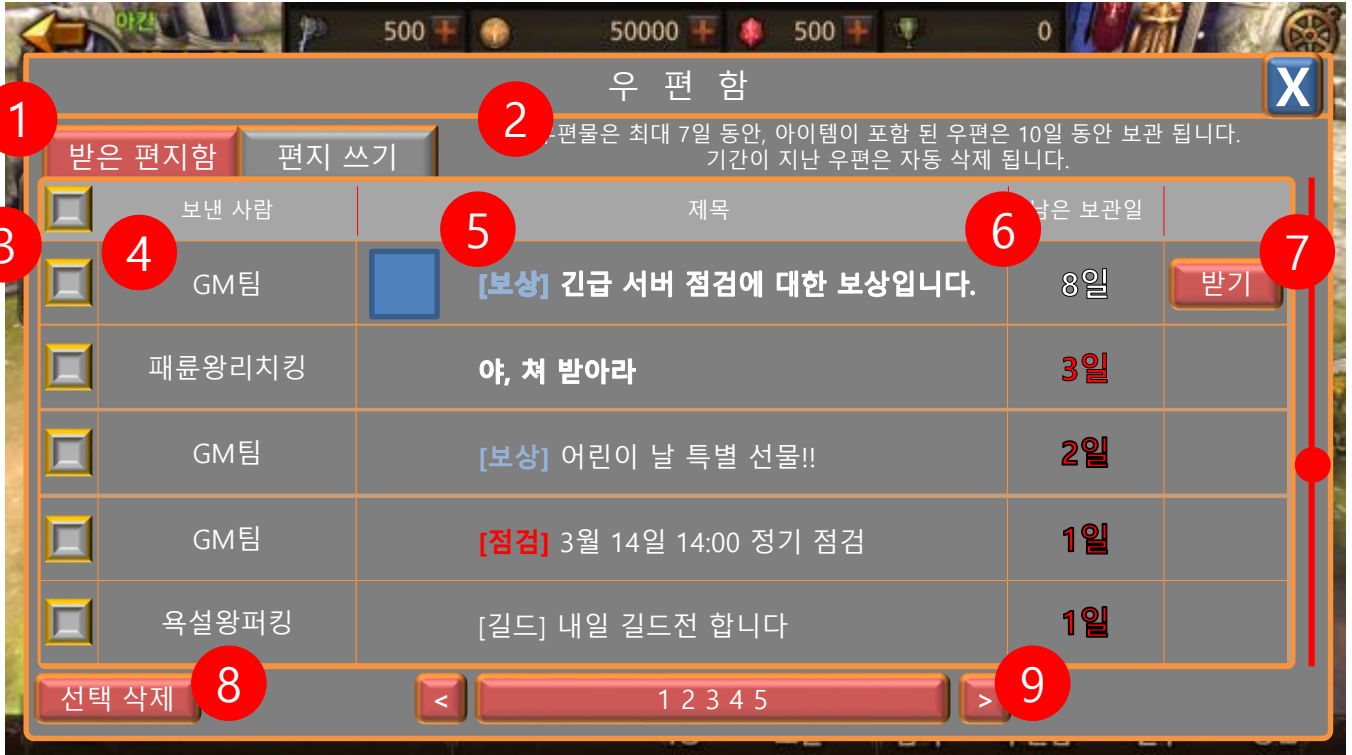 야간
500 50000 500 0
우 편 함
X
1
2
받은 편지함 편지 쓰기
편물은 최대 7일 동안, 아이템이 포함 된 우편은 10일 동안 보관 됩니다.
기간이 지난 우편은 자동 삭제 됩니다.
보낸 사람 제목 남은 보관일
3
4
5
6
7
GM팀 [보상] 긴급 서버 점검에 대한 보상입니다. 8일 받기
패륜왕리치킹 야, 쳐 받아라 3일
GM팀 [보상] 어린이 날 특별 선물!! 2일
GM팀 [점검] 3월 14일 14:00 정기 점검 1일
욕설왕퍼킹 [길드] 내일 길드전 합니다 1일
8
9
선택 삭제 < 1 2 3 4 5 >